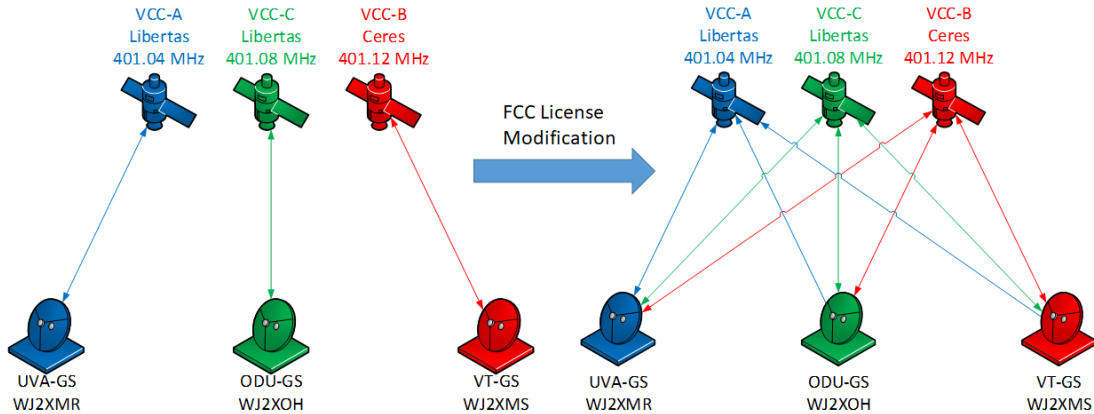 VCC-A
Libertas
401.04 MHz
VCC-C
Libertas
401.08 MHz
VCC-B
Ceres
401.12 MHz
FCC License
Modification
VCC-A
Libertas
401.04 MHz
VCC-C
Libertas
401.08 MHz
VCC-B
Ceres
401.12 MHz
UVA-GS
WJ2XMR
ODU-GS
WJ2XOH
VT-GS
WJ2XMS
UVA-GS
WJ2XMR
ODU-GS
WJ2XOH
VT-GS
WJ2XMS